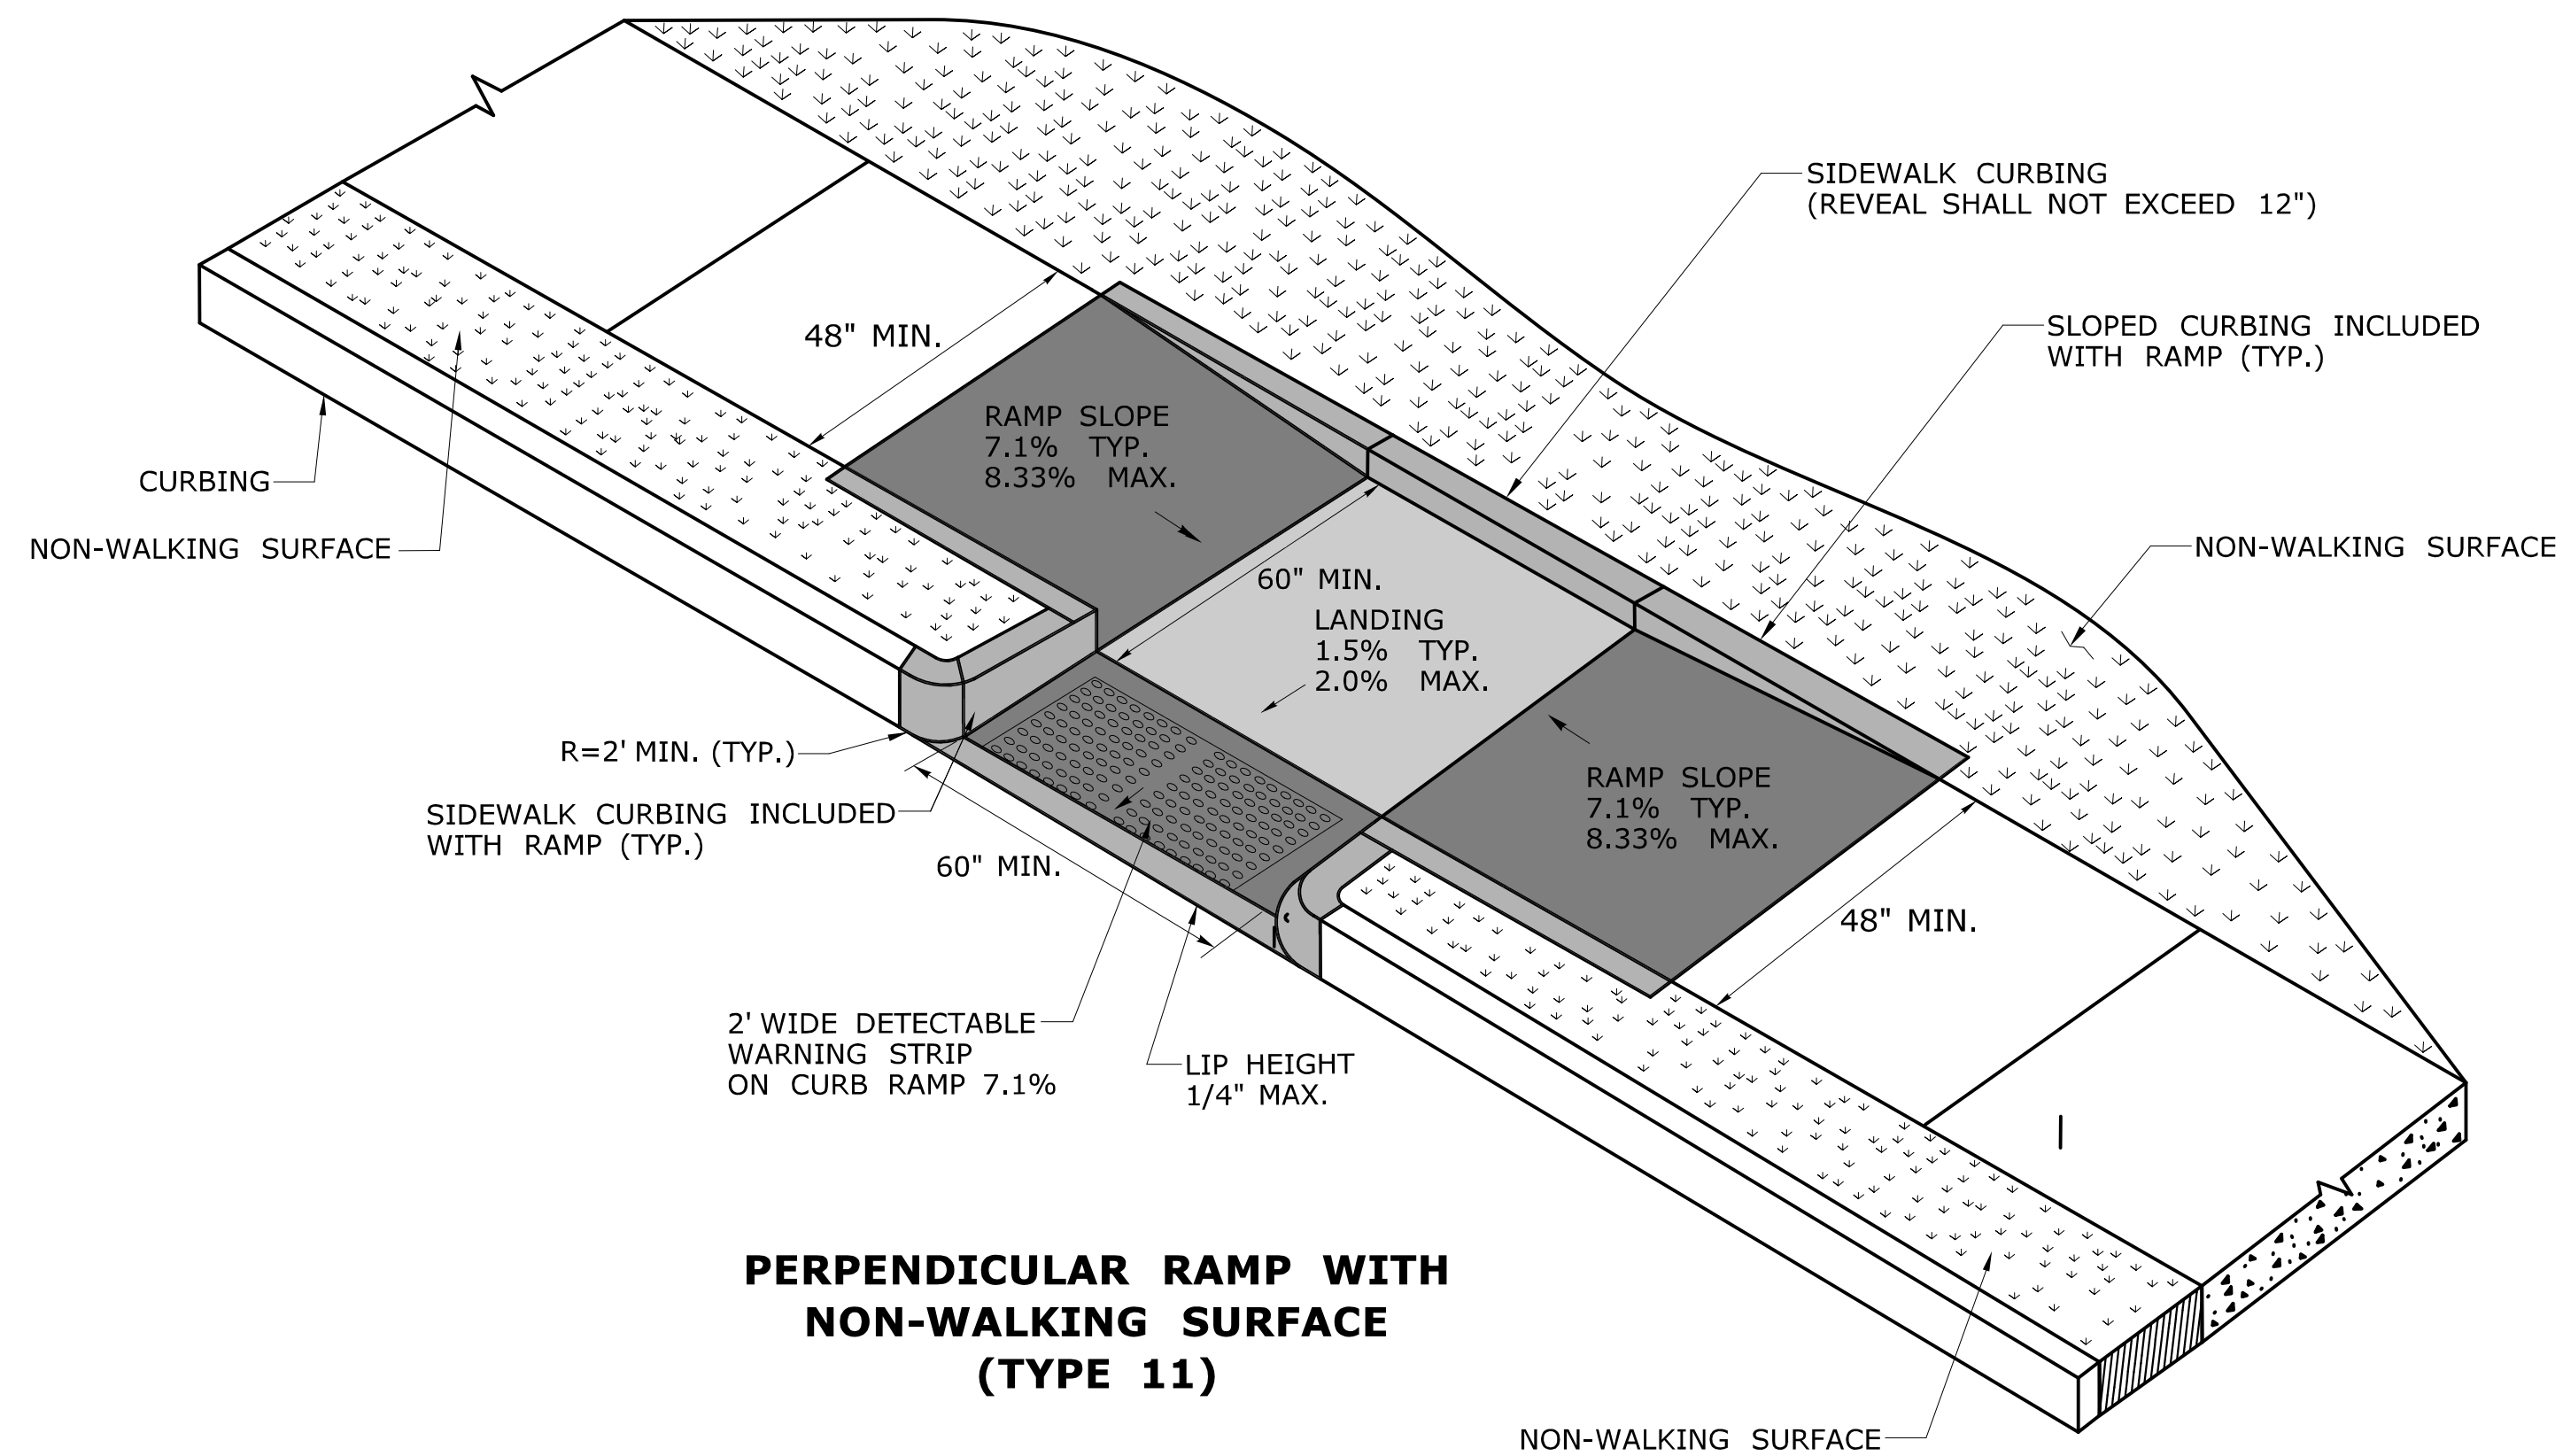 SIDEWALK CURBING
(REVEAL SHALL NOT EXCEED 12")
SLOPED CURBING INCLUDED
WITH RAMP (TYP.)
48" MIN.
RAMP SLOPE
7.1% TYP.
8.33% MAX.
CURBING
NON-WALKING SURFACE
NON-WALKING SURFACE
60" MIN.
LANDING
1.5% TYP.
2.0% MAX.
R=2' MIN. (TYP.)
SIDEWALK CURBING INCLUDED
WITH RAMP (TYP.)
RAMP SLOPE
7.1% TYP.
8.33% MAX.
60" MIN.
48" MIN.
2' WIDE DETECTABLE
WARNING STRIP
ON CURB RAMP 7.1%
LIP HEIGHT
1/4" MAX.
PERPENDICULAR RAMP WITH
NON-WALKING SURFACE
(TYPE 11)
NON-WALKING SURFACE